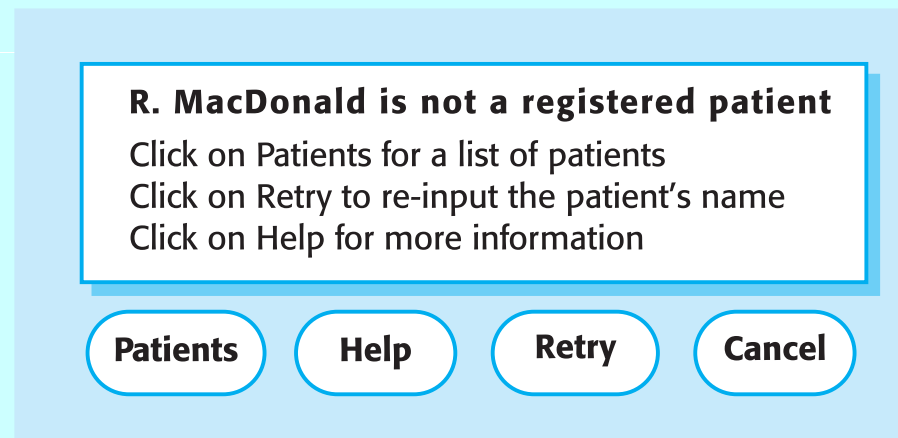 R. MacDonald is not a registered patient
Click on Patients for a list of patients
Click on Retry to re-input the patient’s name
Click on Help for more information
Patients Help Retry Cancel